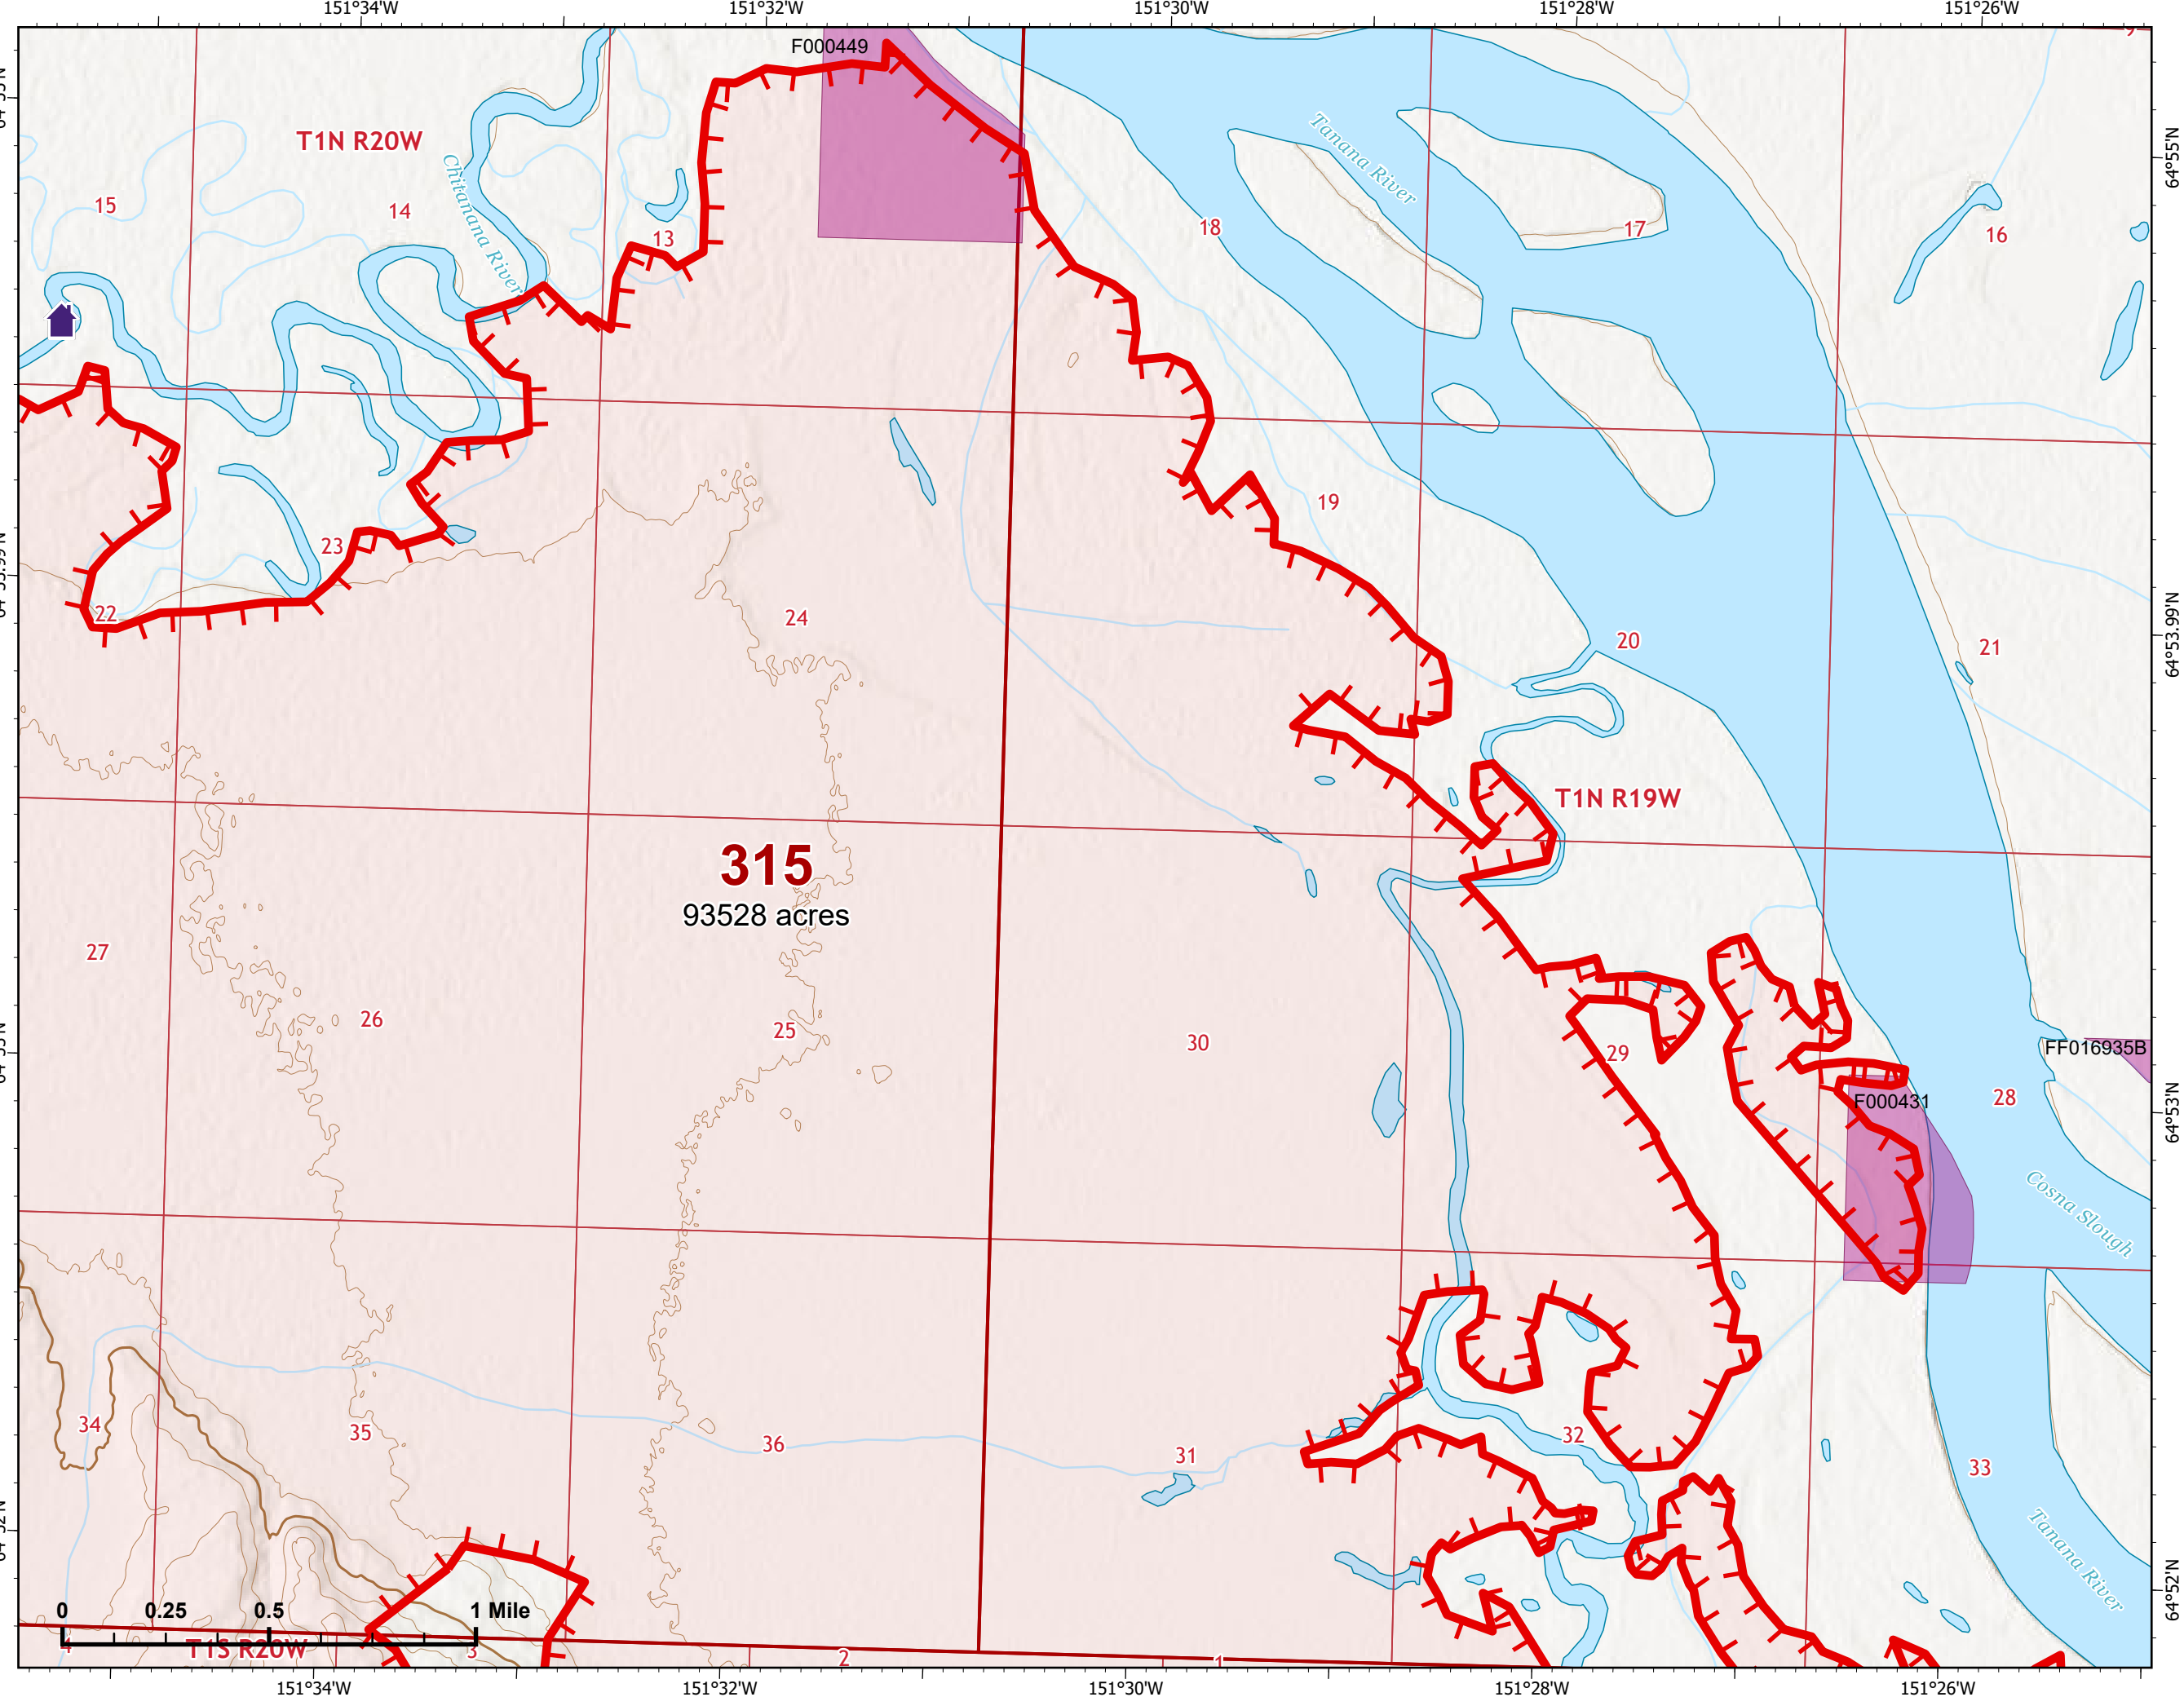 151°34'W
151°32'W
151°30'W
151°28'W
151°26'W
F000449
T1N R20W
Chitanana River
Tanana River
64°55'N
15
14
13
18
17
16
19
23
22
24
20
21
64°53.99'N
T1N R19W
315
93528 acres
27
26
25
30
29
28
FF016935B
F000431
64°53'N
Cosna Slough
34
35
36
31
32
33
Tanana River
64°52'N
0 0.25 0.5 1 Mile
4
T1S R20W
3
2
1
151°34'W
151°32'W
151°30'W
151°28'W
151°26'W